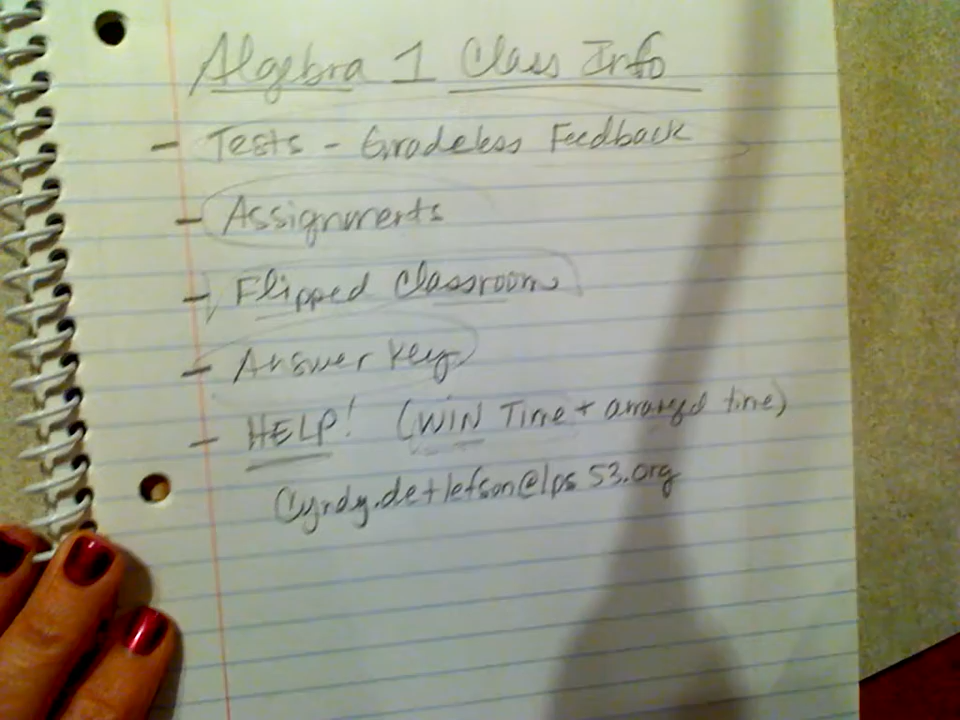 Algebra 1 Class Info
- Tests - Gradeless Feedback
- Assignments
- Flipped Classroom
- Answer Key
- HELP! (WIN Time + arranged time)
Cyndy.detlefson@lps53.org